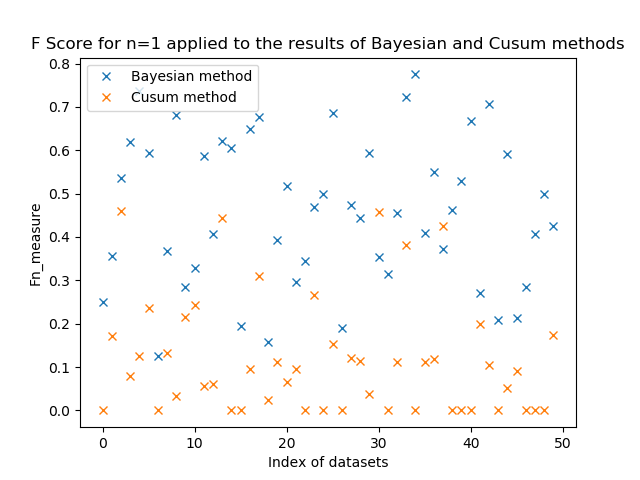 F Score for n=1 applied to the results of Bayesian and Cusum methods
Bayesian method
Cusum method
Fn_measure
0.8
0.7
0.6
0.5
0.4
0.3
0.2
0.1
0.0
0 10 20 30 40 50
Index of datasets